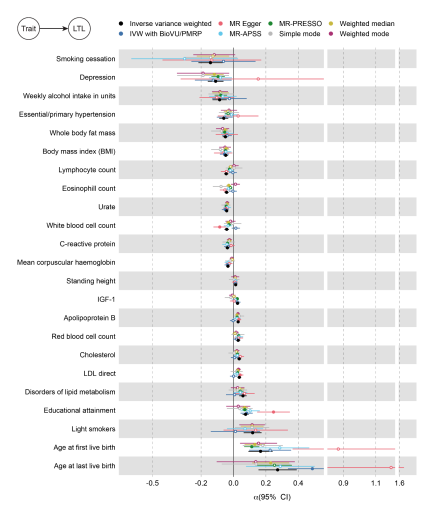 Trait
LTL
Inverse variance weighted
MR Egger
MR-PRESSO
Weighted median
IVW with BioVU/PMRP
MR-APSS
Simple mode
Weighted mode
Smoking cessation
Depression
Weekly alcohol intake in units
Essential/primary hypertension
Whole body fat mass
Body mass index (BMI)
Lymphocyte count
Eosinophill count
Urate
White blood cell count
C-reactive protein
Mean corpuscular haemoglobin
Standing height
IGF-1
Apolipoprotein B
Red blood cell count
Cholesterol
LDL direct
Disorders of lipid metabolism
Educational attainment
Light smokers
Age at first live birth
Age at last live birth
-0.5 -0.2 0.0 0.2 0.4 0.6 0.9 1.1 1.6
α(95% CI)